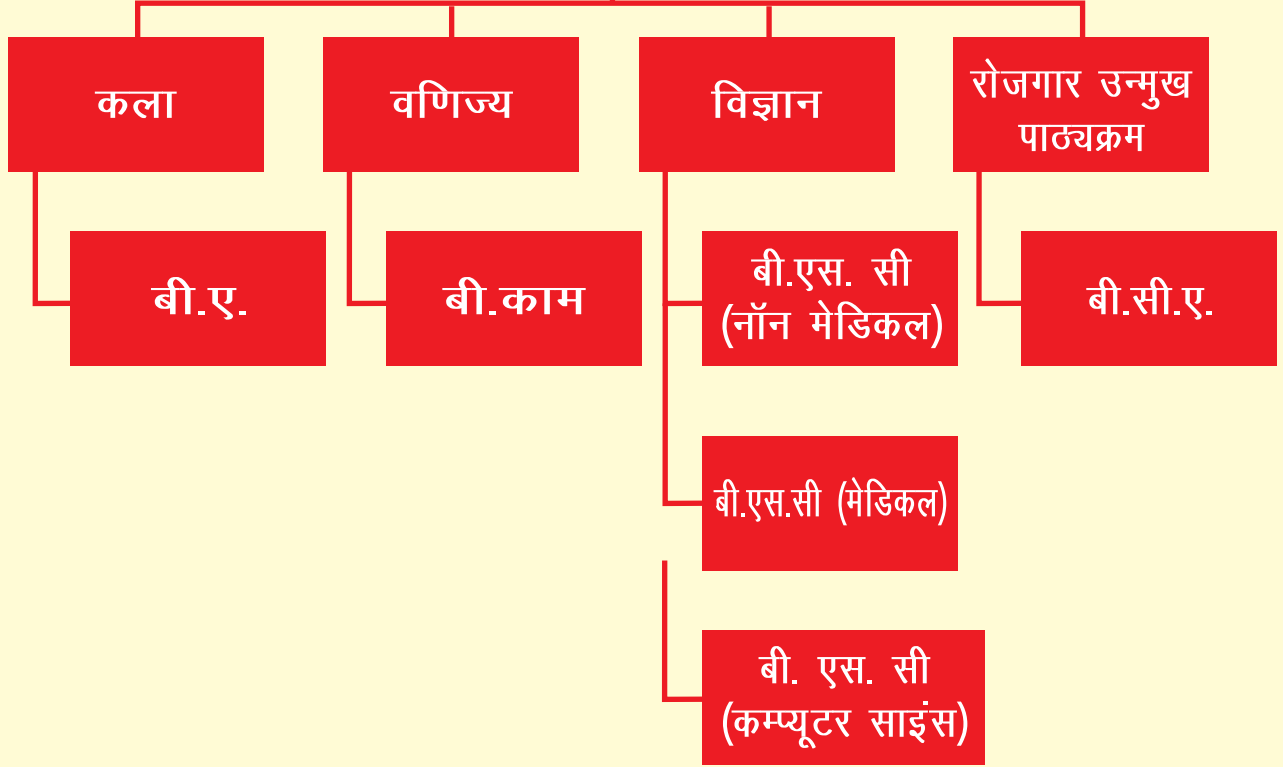 कला
वणिज्य
विज्ञान
रोजगार उन्मुख
पाठ्यक्रम
बी.ए.
बी.काम
बी.एस. सी
(नॉन मेडिकल)
बी.सी.ए.
बी.एस.सी (मेडिकल)
बी. एस. सी
(कम्प्यूटर साइंस)